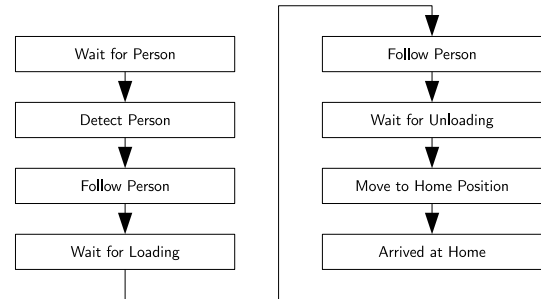 Wait for Person
Detect Person
Follow Person
Wait for Loading
Follow Person
Wait for Unloading
Move to Home Position
Arrived at Home